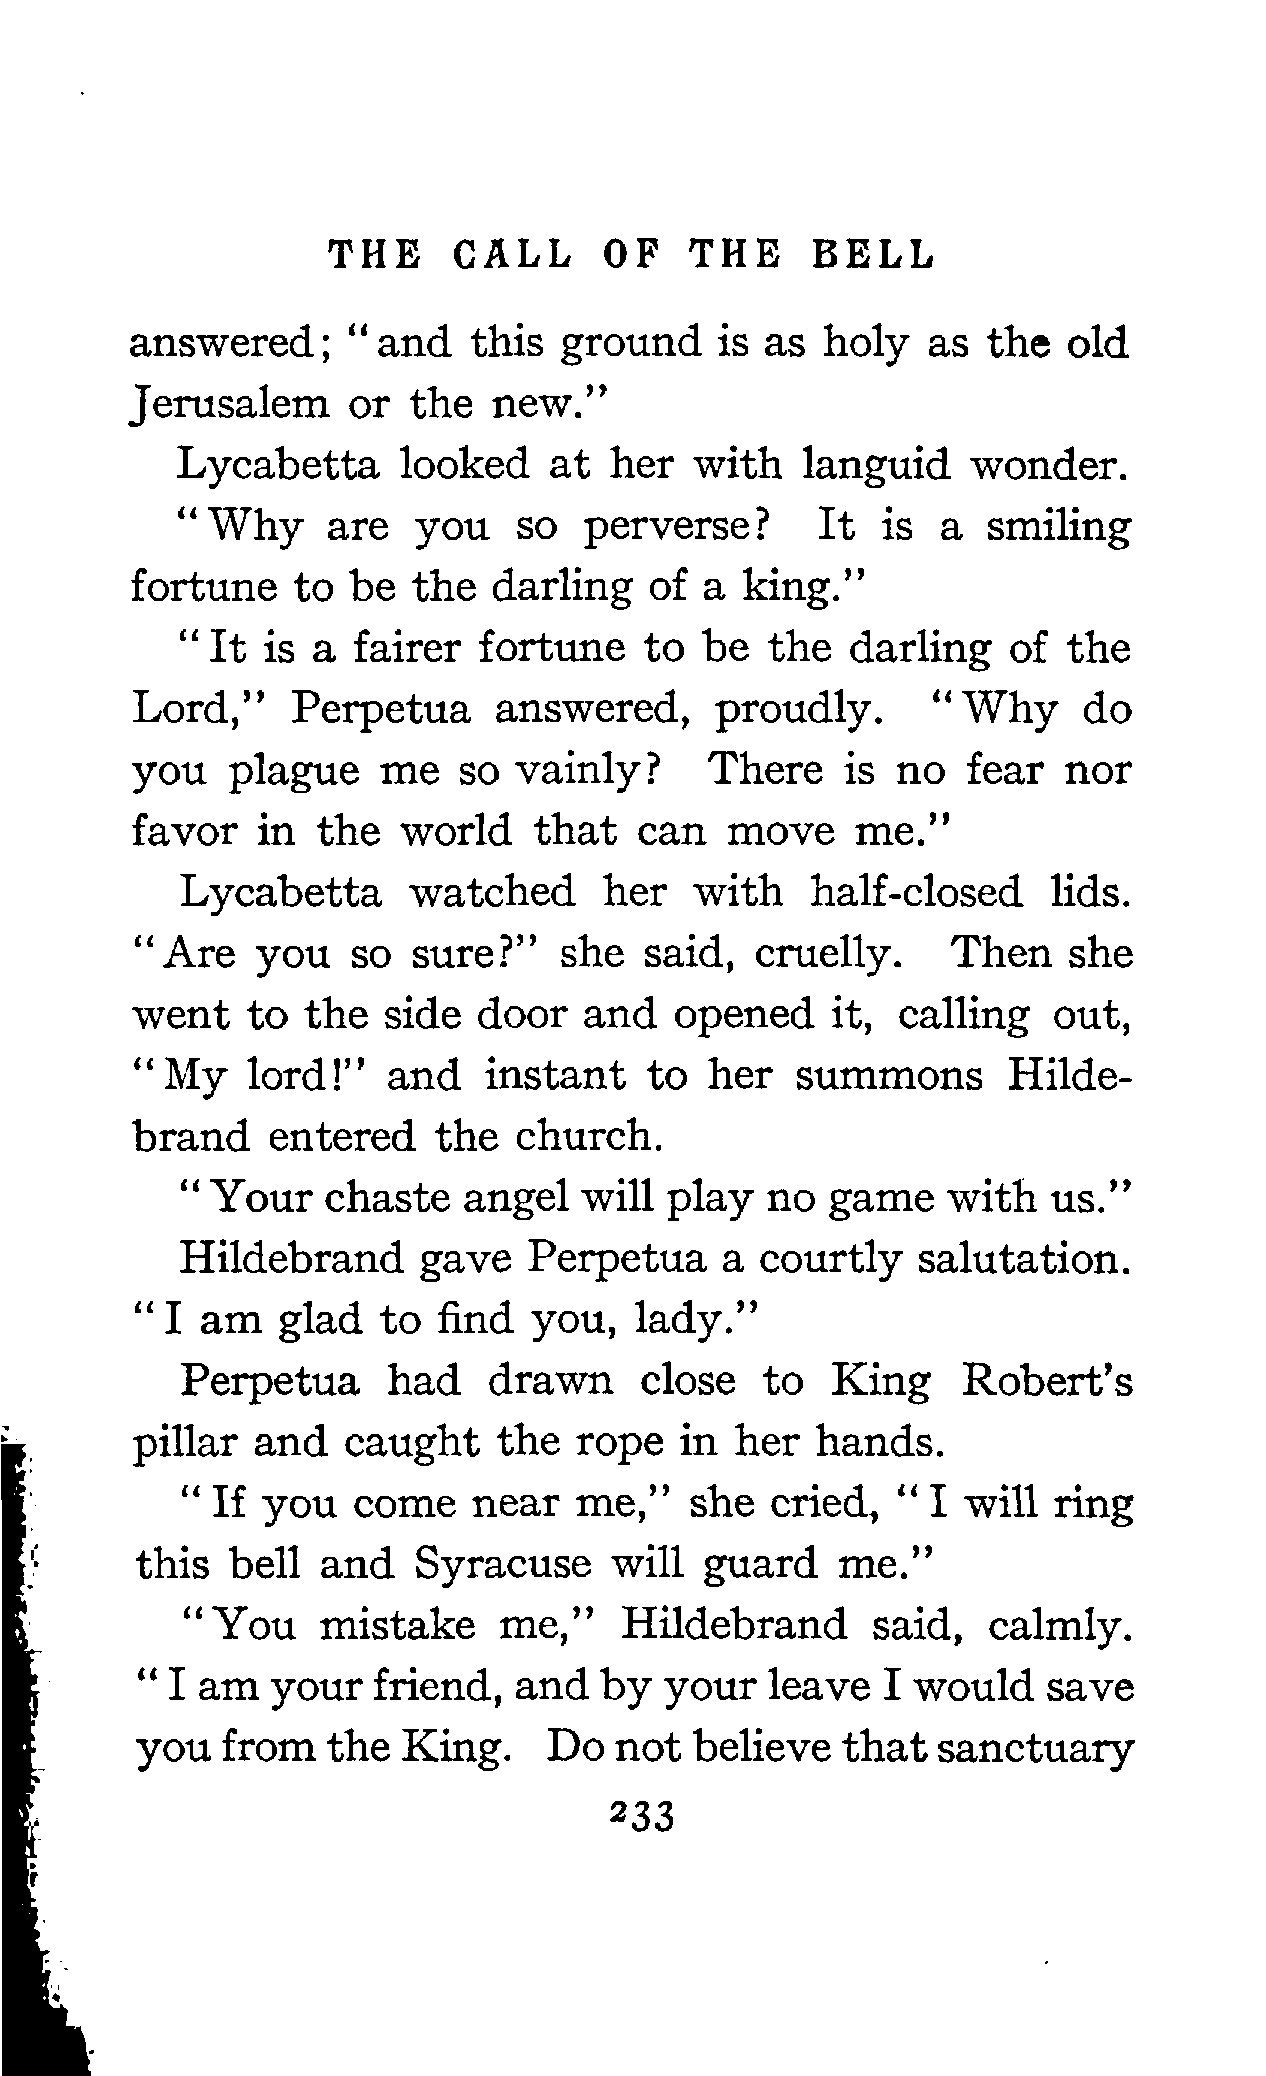 THE CALL OF THE BELL
answered; "and this ground is as holy as the old
Jerusalem or the new."
Lycabetta looked at her with languid wonder.
"Why are you so perverse? It is a smiling
fortune to be the darling of a king."
"It is a fairer fortune to be the darling of the
Lord," Perpetua answered, proudly. "Why do
you plague me so vainly? There is no fear nor
favor in the world that can move me."
Lycabetta watched her with half-closed lids.
"Are you so sure?" she said, cruelly. Then she
went to the side door and opened it, calling out,
"My lord!" and instant to her summons Hilde-
brand entered the church.
"Your chaste angel will play no game with us."
Hildebrand gave Perpetua a courtly salutation.
"I am glad to find you, lady."
Perpetua had drawn close to King Robert's
pillar and caught the rope in her hands.
"If you come near me," she cried, "I will ring
this bell and Syracuse will guard me."
"You mistake me," Hildebrand said, calmly.
"I am your friend, and by your leave I would save
you from the King. Do not believe that sanctuary
233